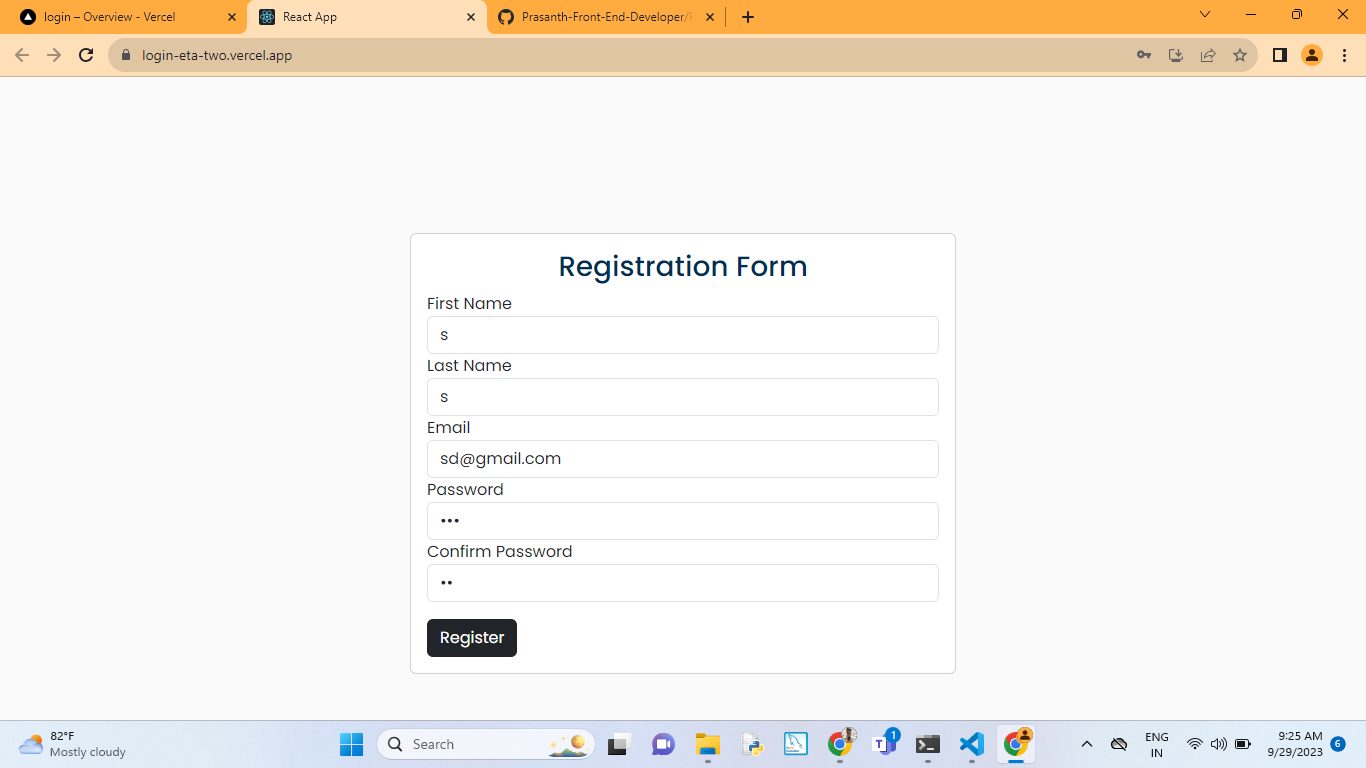 login – Overview - Vercel
React App
Prasanth-Front-End-Developer/
login-eta-two.vercel.app
Registration Form
First Name
s
Last Name
s
Email
sd@gmail.com
Password
•••
Confirm Password
••
Register
82°F
Mostly cloudy
Search
1
ENG
IN
9:25 AM
9/29/2023
6